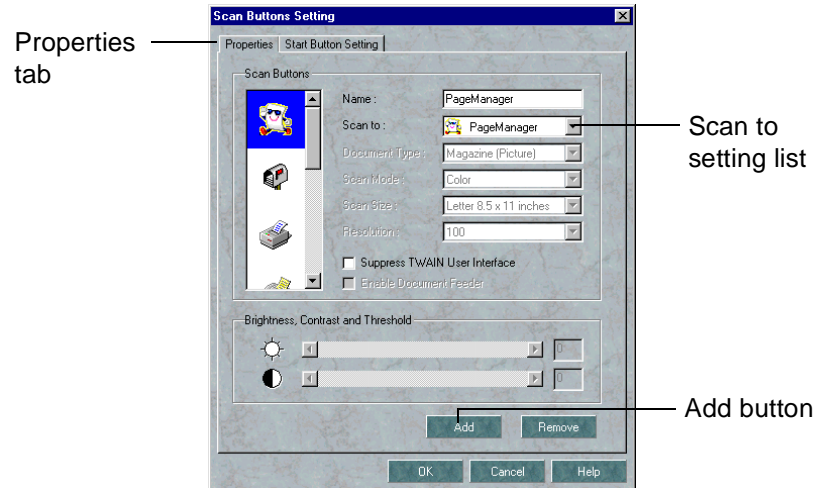 Scan Buttons Setting
Properties tab
Properties
Start Button Setting
Scan Buttons
Name :
PageManager
Scan to :
PageManager
Scan to setting list
Document Type :
Magazine (Picture)
Scan Mode :
Color
Scan Size :
Letter 8.5 x 11 inches
Resolution :
100
Suppress TWAIN User Interface
Enable Document Feeder
Brightness, Contrast and Threshold
0
0
Add
Remove
Add button
OK
Cancel
Help